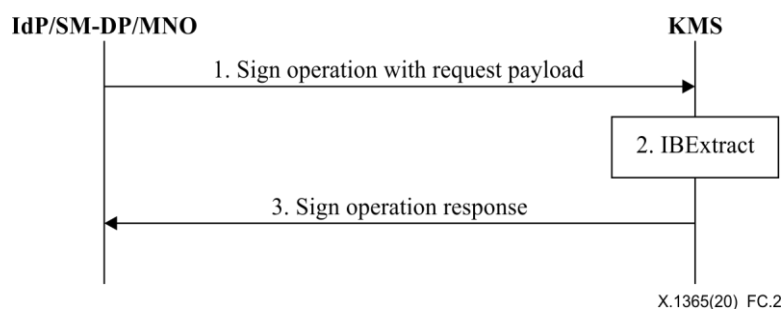 IdP/SM-DP/MNO KMS
1. Sign operation with request payload
2. IBExtract
3. Sign operation response
X.1365(20)_FC.2